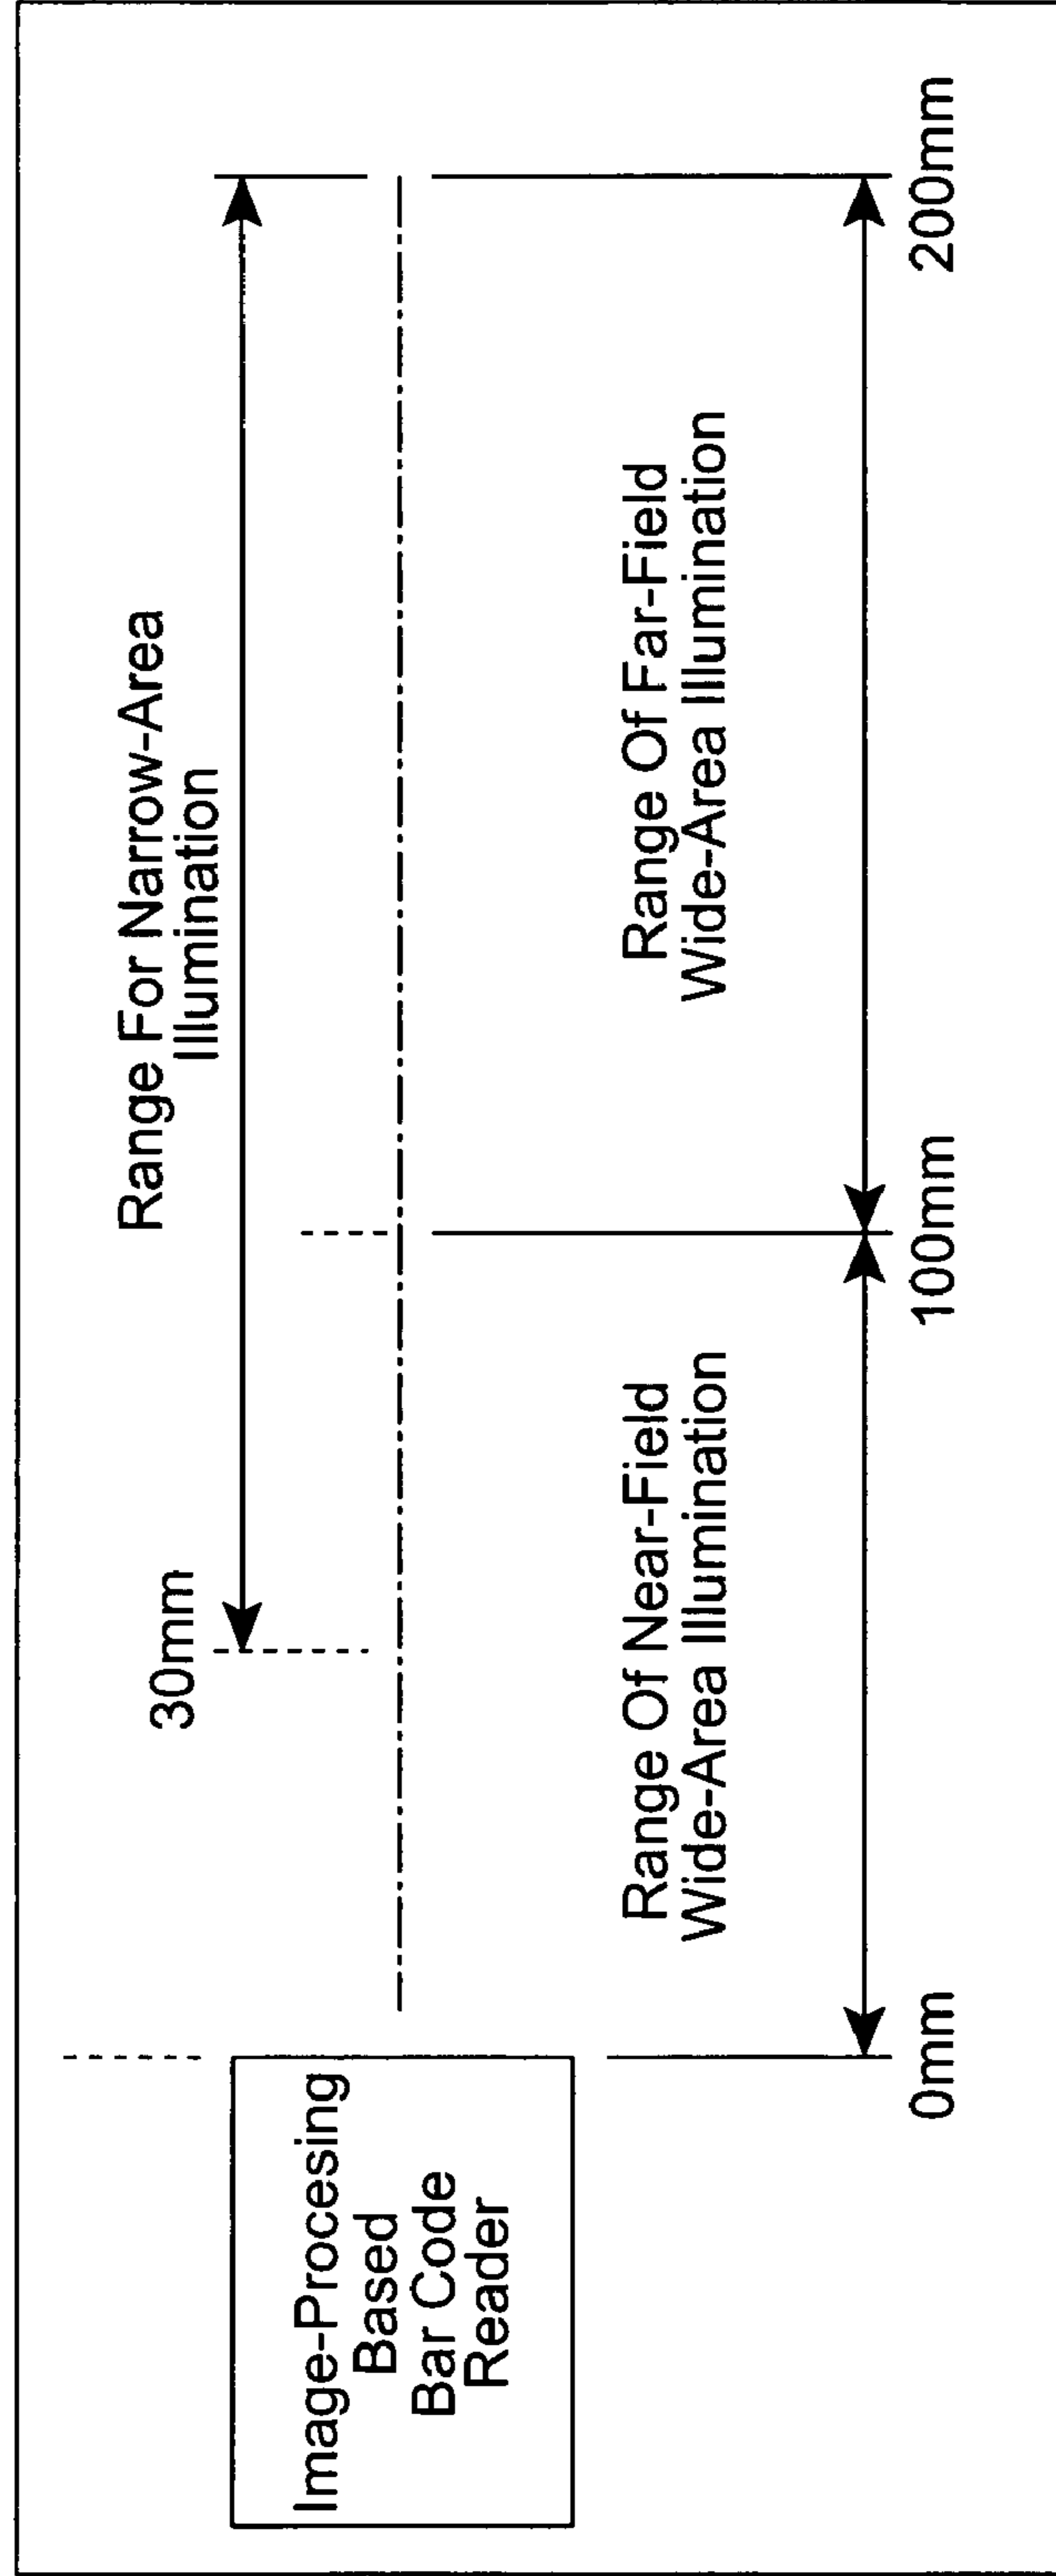 Range For Narrow-Area
Illumination
30mm
Image-Procesing
Based
Bar Code
Reader
Range Of Near-Field
Wide-Area Illumination
Range Of Far-Field
Wide-Area Illumination
0mm
100mm
200mm